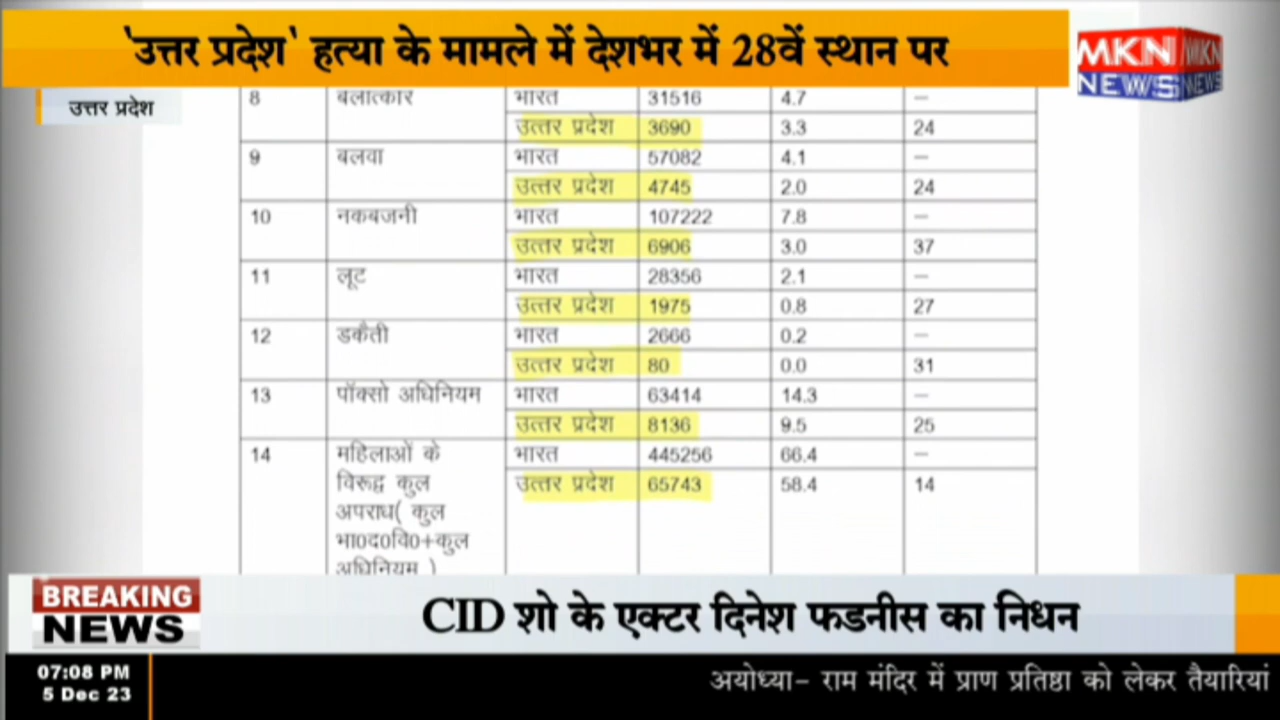 'उत्तर प्रदेश' हत्या के मामले में देशभर में 28वें स्थान पर
MKN NEWS
उत्तर प्रदेश
8 बलात्कार भारत 31516 4.7 –
उत्तर प्रदेश 3690 3.3 24
9 बलवा भारत 57082 4.1 –
उत्तर प्रदेश 4745 2.0 24
10 नकबजनी भारत 107222 7.8 –
उत्तर प्रदेश 6906 3.0 37
11 लूट भारत 28356 2.1 –
उत्तर प्रदेश 1975 0.8 27
12 डकैती भारत 2666 0.2 –
उत्तर प्रदेश 80 0.0 31
13 पॉक्सो अधिनियम भारत 63414 14.3 –
उत्तर प्रदेश 8136 9.5 25
14 महिलाओं के भारत 445256 66.4 –
विरूद्व कुल उत्तर प्रदेश 65743 58.4 14
अपराध( कुल
भा0द0वि0+कुल
अधिनियम )
BREAKING NEWS
CID शो के एक्टर दिनेश फडनीस का निधन
07:08 PM
5 Dec 23
अयोध्या- राम मंदिर में प्राण प्रतिष्ठा को लेकर तैयारियां